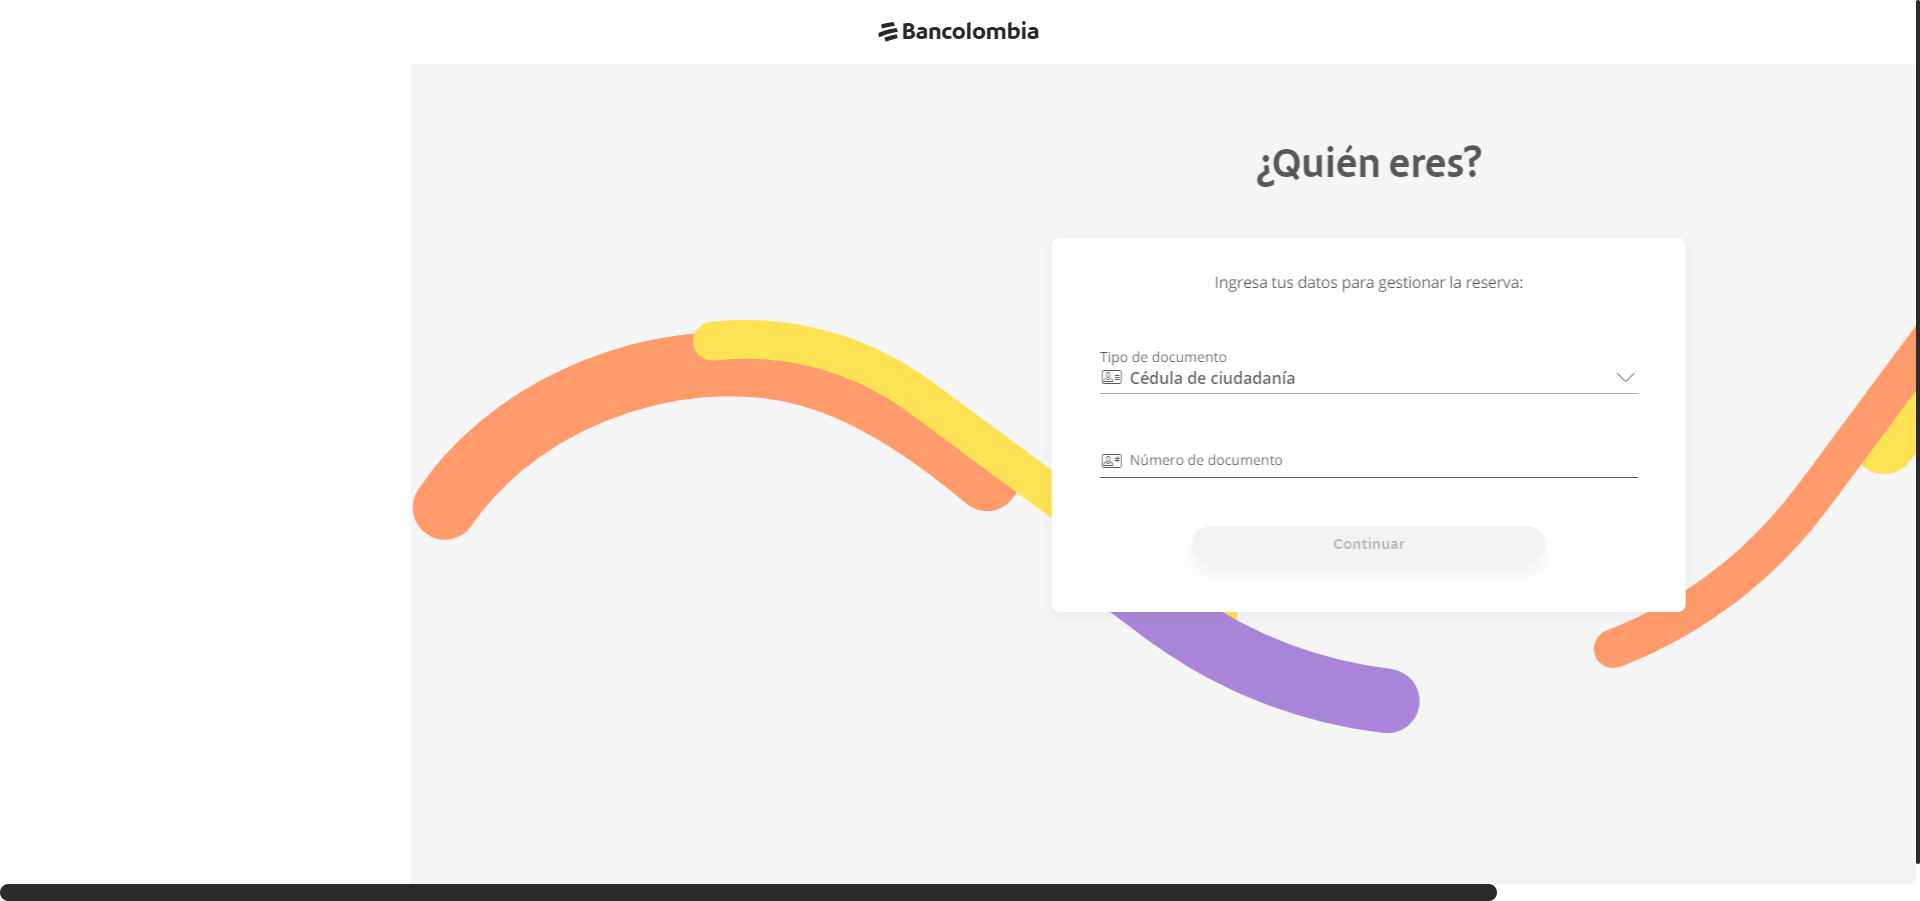 Bancolombia
¿Quién eres?
Ingresa tus datos para gestionar la reserva:
Tipo de documento
Cédula de ciudadanía
Número de documento
Continuar